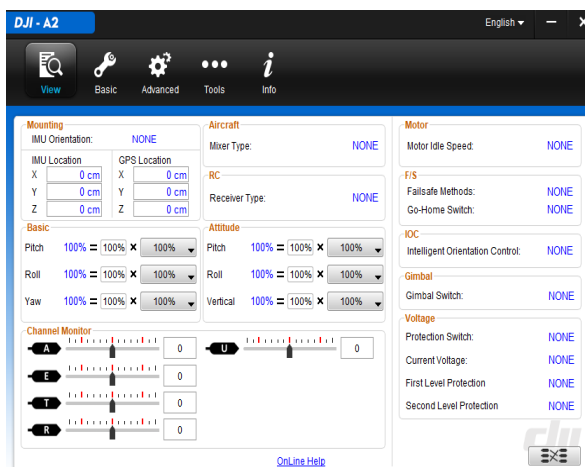 DJI - A2
English
View
Basic
Advanced
Tools
Info
Mounting
IMU Orientation: NONE
IMU Location GPS Location
X 0 cm X 0 cm
Y 0 cm Y 0 cm
Z 0 cm Z 0 cm
Aircraft
Mixer Type: NONE
RC
Receiver Type: NONE
Basic
Pitch 100% = 100% × 100%
Roll 100% = 100% × 100%
Yaw 100% = 100% × 100%
Attitude
Pitch 100% = 100% × 100%
Roll 100% = 100% × 100%
Vertical 100% = 100% × 100%
Channel Monitor
A 0
E 0
T 0
R 0
U 0
Motor
Motor Idle Speed: NONE
F/S
Failsafe Methods: NONE
Go-Home Switch: NONE
IOC
Intelligent Orientation Control: NONE
Gimbal
Gimbal Switch: NONE
Voltage
Protection Switch: NONE
Current Voltage: NONE
First Level Protection NONE
Second Level Protection NONE
OnLine Help
dji